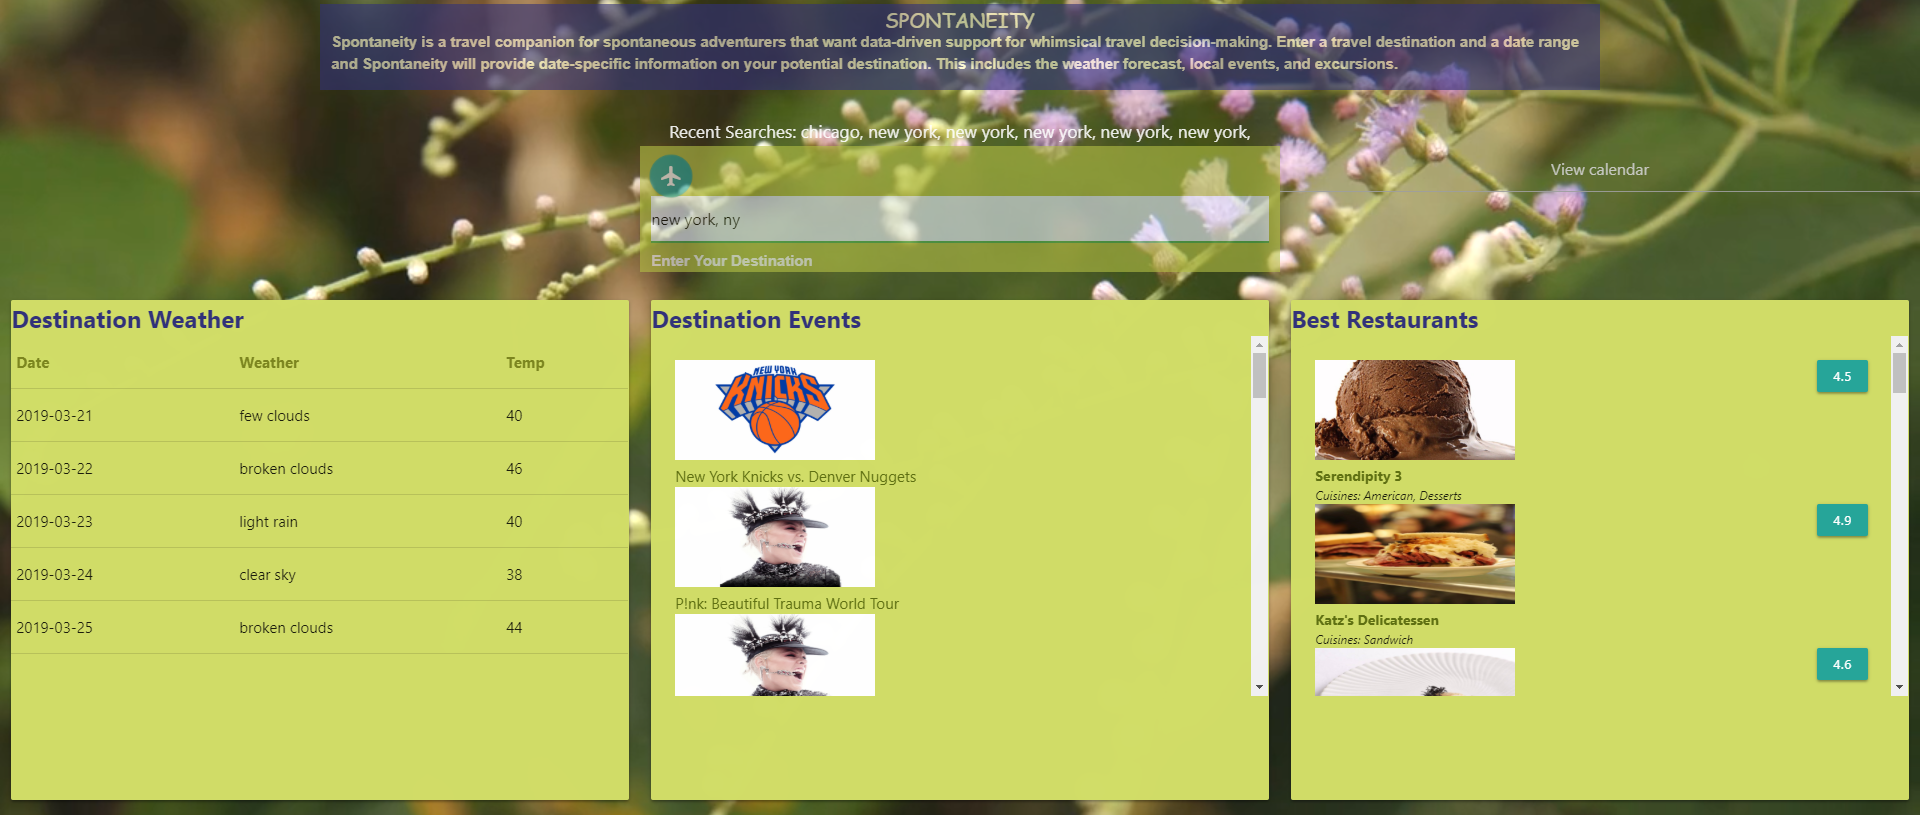 SPONTANEITY
Spontaneity is a travel companion for spontaneous adventurers that want data-driven support for whimsical travel decision-making. Enter a travel destination and a date range
and Spontaneity will provide date-specific information on your potential destination. This includes the weather forecast, local events, and excursions.
Recent Searches: chicago, new york, new york, new york, new york, new york,
View calendar
new york, ny
Enter Your Destination
Destination Weather
Date Weather Temp
2019-03-21 few clouds 40
2019-03-22 broken clouds 46
2019-03-23 light rain 40
2019-03-24 clear sky 38
2019-03-25 broken clouds 44
Destination Events
NEW YORK
KNICKS
New York Knicks vs. Denver Nuggets
P!nk: Beautiful Trauma World Tour
Best Restaurants
4.5
Serendipity 3
Cuisines: American, Desserts
4.9
Katz's Delicatessen
Cuisines: Sandwich
4.6